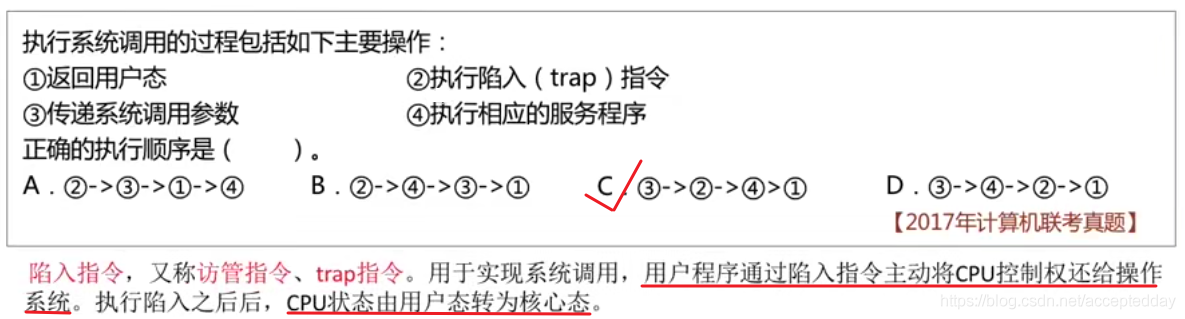 执行系统调用的过程包括如下主要操作：
①返回用户态 ②执行陷入（trap）指令
③传递系统调用参数 ④执行相应的服务程序
正确的执行顺序是（ ）。
A．②->③->①->④ B．②->④->③->① C．③->②->④>① D．③->④->②->①
【2017年计算机联考真题】
陷入指令，又称访管指令、trap指令。用于实现系统调用，用户程序通过陷入指令主动将CPU控制权还给操作
系统。执行陷入之后后，CPU状态由用户态转为核心态。
https://blog.csdn.net/acceptedday